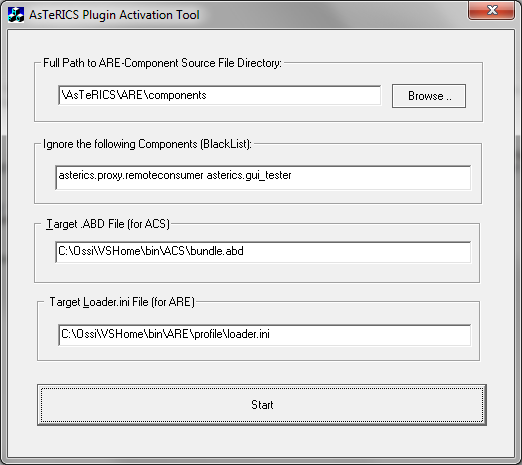 AsTeRICS Plugin Activation Tool
Full Path to ARE-Component Source File Directory:
\AsTeRICS\ARE\components
Browse ..
Ignore the following Components (BlackList):
asterics.proxy.remoteconsumer asterics.gui_tester
Target .ABD File (for ACS)
C:\Ossi\VSHome\bin\ACS\bundle.abd
Target Loader.ini File (for ARE)
C:\Ossi\VSHome\bin\ARE\profile\loader.ini
Start